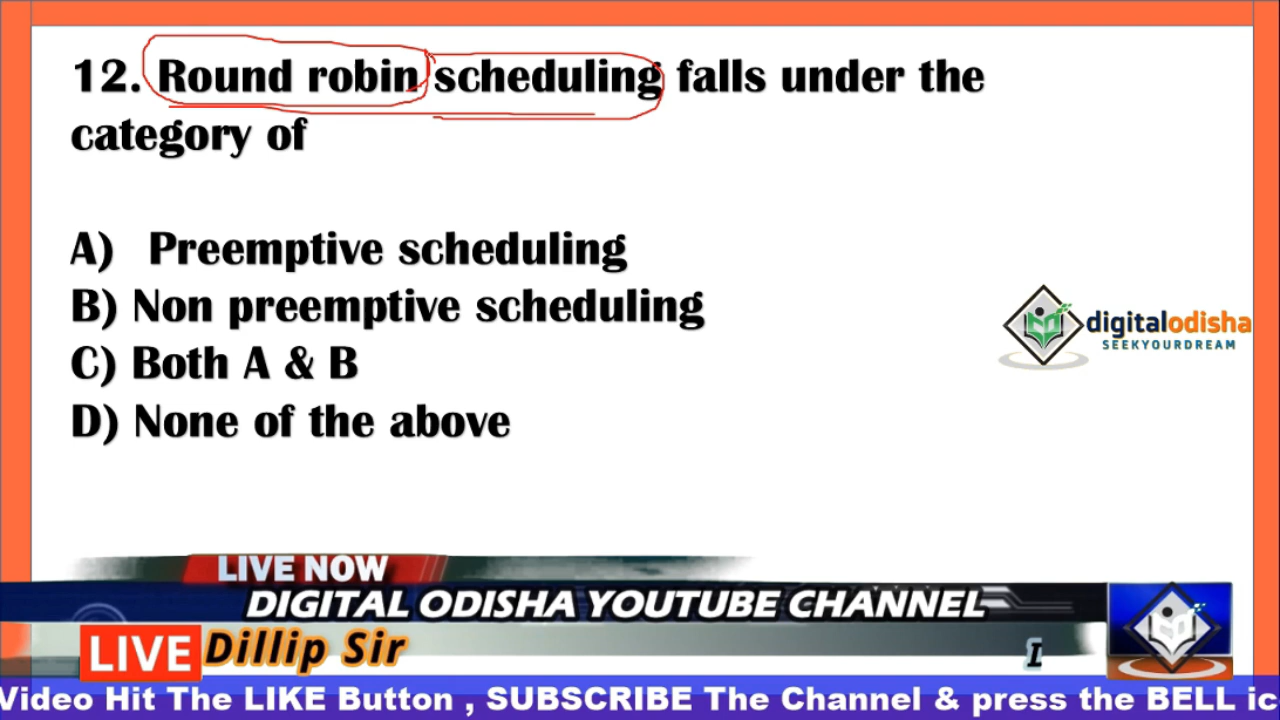 12. Round robin scheduling falls under the
category of
A) Preemptive scheduling
B) Non preemptive scheduling
C) Both A & B
D) None of the above
digitalodisha
SEEKYOURDREAM
LIVE NOW
DIGITAL ODISHA YOUTUBE CHANNEL
LIVE Dillip Sir
I
Video Hit The LIKE Button , SUBSCRIBE The Channel & press the BELL ic